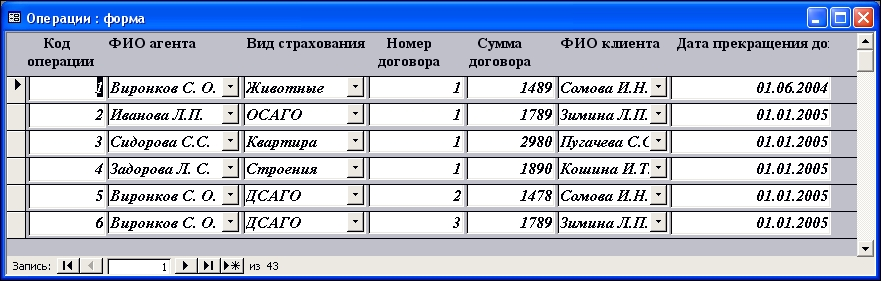 Операции : форма
Код операции ФИО агента Вид страхования Номер договора Сумма договора ФИО клиента Дата прекращения до
1 Виронков С. О. Животные 1 1489 Сомова И.Н. 01.06.2004
2 Иванова Л.П. ОСАГО 1 1789 Зимина Л.П. 01.01.2005
3 Сидорова С.С. Квартира 1 2980 Пугачева С.С 01.01.2005
4 Задорова Л. С. Строения 1 1890 Кошина И.Т. 01.01.2005
5 Виронков С. О. ДСАГО 2 1478 Сомова И.Н. 01.01.2005
6 Виронков С. О. ДСАГО 3 1789 Зимина Л.П. 01.01.2005
Запись: 1 из 43